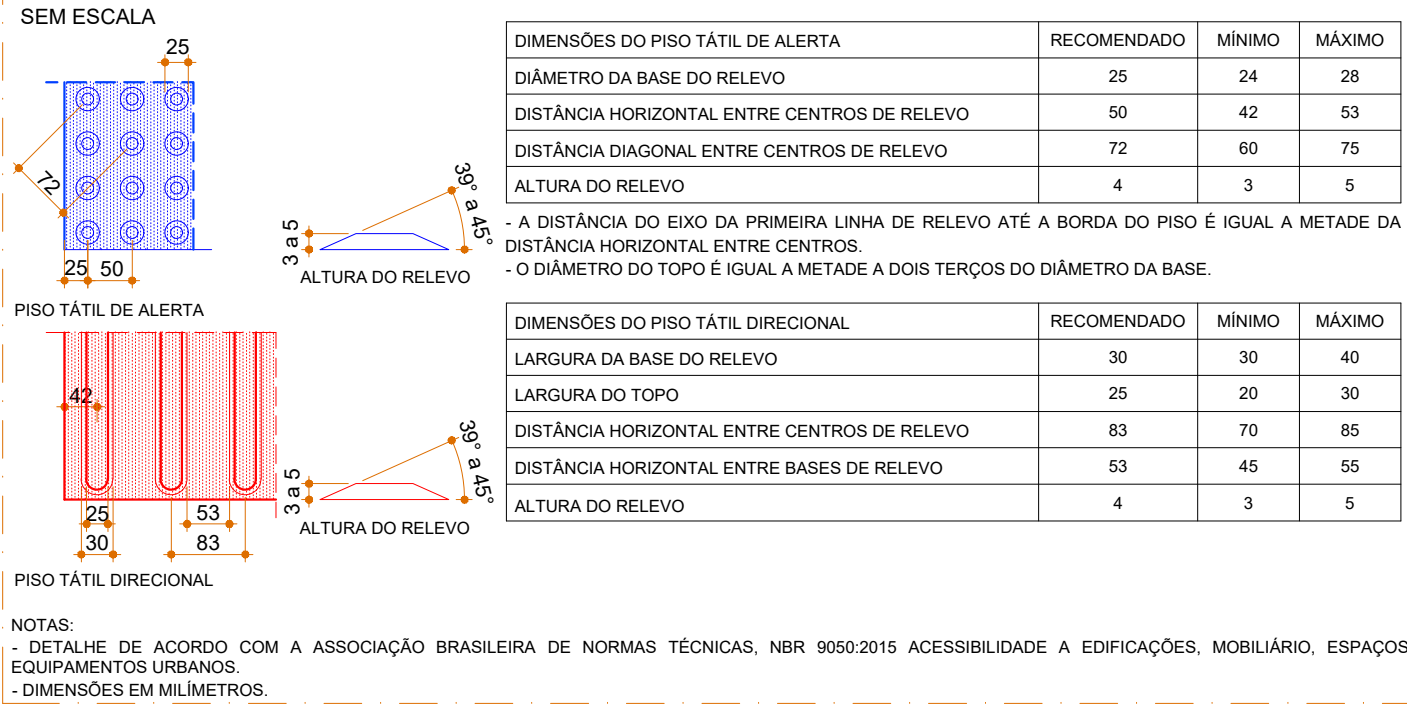 SEM ESCALA
25
72
25 50
PISO TÁTIL DE ALERTA
3 a 5
39° a 45°
ALTURA DO RELEVO
DIMENSÕES DO PISO TÁTIL DE ALERTA RECOMENDADO MÍNIMO MÁXIMO
DIÂMETRO DA BASE DO RELEVO 25 24 28
DISTÂNCIA HORIZONTAL ENTRE CENTROS DE RELEVO 50 42 53
DISTÂNCIA DIAGONAL ENTRE CENTROS DE RELEVO 72 60 75
ALTURA DO RELEVO 4 3 5
- A DISTÂNCIA DO EIXO DA PRIMEIRA LINHA DE RELEVO ATÉ A BORDA DO PISO É IGUAL A METADE DA
DISTÂNCIA HORIZONTAL ENTRE CENTROS.
- O DIÂMETRO DO TOPO É IGUAL A METADE A DOIS TERÇOS DO DIÂMETRO DA BASE.
42
25 53
30 83
PISO TÁTIL DIRECIONAL
3 a 5
39° a 45°
ALTURA DO RELEVO
DIMENSÕES DO PISO TÁTIL DIRECIONAL RECOMENDADO MÍNIMO MÁXIMO
LARGURA DA BASE DO RELEVO 30 30 40
LARGURA DO TOPO 25 20 30
DISTÂNCIA HORIZONTAL ENTRE CENTROS DE RELEVO 83 70 85
DISTÂNCIA HORIZONTAL ENTRE BASES DE RELEVO 53 45 55
ALTURA DO RELEVO 4 3 5
NOTAS:
- DETALHE DE ACORDO COM A ASSOCIAÇÃO BRASILEIRA DE NORMAS TÉCNICAS, NBR 9050:2015 ACESSIBILIDADE A EDIFICAÇÕES, MOBILIÁRIO, ESPAÇOS
EQUIPAMENTOS URBANOS.
- DIMENSÕES EM MILÍMETROS.